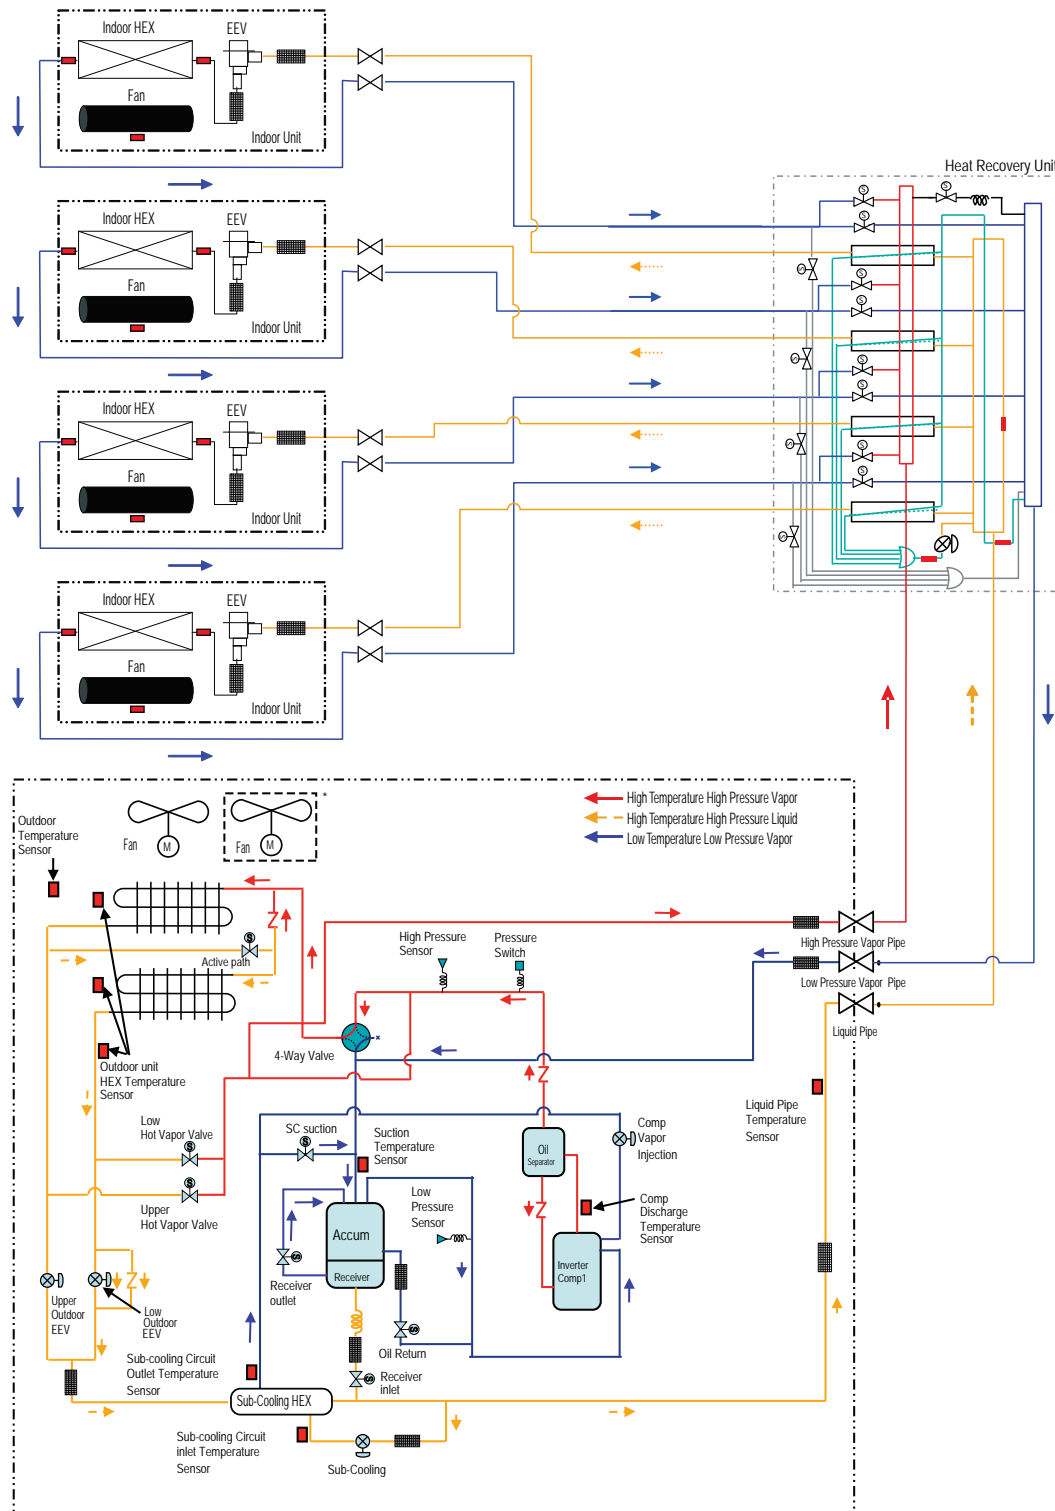 Indoor HEX
EEV
Fan
Indoor Unit
Heat Recovery Unit
S
S
S
Indoor HEX
EEV
Fan
Indoor Unit
S
S
S
S
Indoor HEX
EEV
Fan
Indoor Unit
S
S
S
S
Indoor HEX
EEV
Fan
Indoor Unit
S
High Temperature High Pressure Vapor
High Temperature High Pressure Liquid
Low Temperature Low Pressure Vapor
*
Fan
M
Fan
M
Outdoor
Temperature
Sensor
Active path
S
High Pressure
Sensor
Pressure
Switch
High Pressure Vapor Pipe
Low Pressure Vapor Pipe
Liquid Pipe
4-Way Valve
Outdoor unit
HEX Temperature
Sensor
Low
Hot Vapor Valve
S
Upper
Hot Vapor Valve
S
SC suction
S
Suction
Temperature
Sensor
Oil
Separator
Comp
Vapor
Injection
Liquid Pipe
Temperature
Sensor
Low
Pressure
Sensor
Comp
Discharge
Temperature
Sensor
Accum
Receiver
Receiver
outlet
S
Inverter
Comp1
Upper
Outdoor
EEV
Low
Outdoor
EEV
Oil Return
S
Receiver
inlet
S
Sub-cooling Circuit
Outlet Temperature
Sensor
Sub-Cooling HEX
Sub-cooling Circuit
inlet Temperature
Sensor
Sub-Cooling